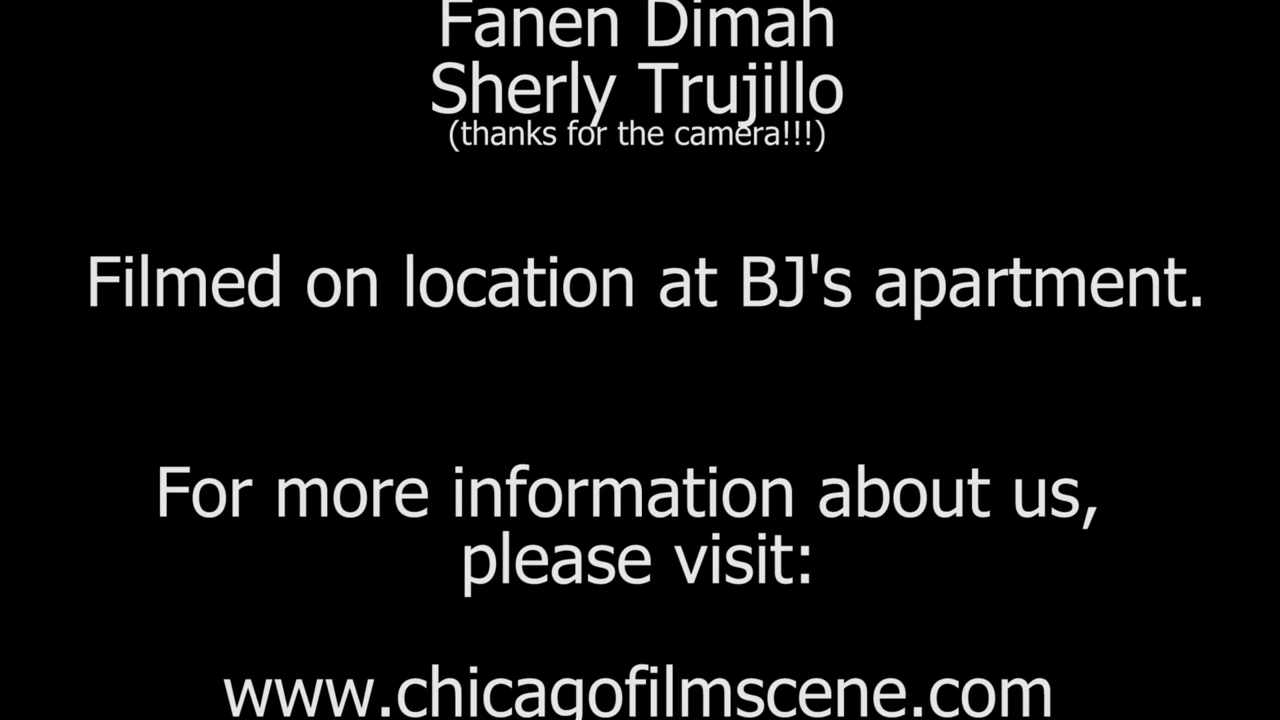 Fanen Dimah
Sherly Trujillo
(thanks for the camera!!!)
Filmed on location at BJ's apartment.
For more information about us,
please visit:
www.chicagofilmscene.com